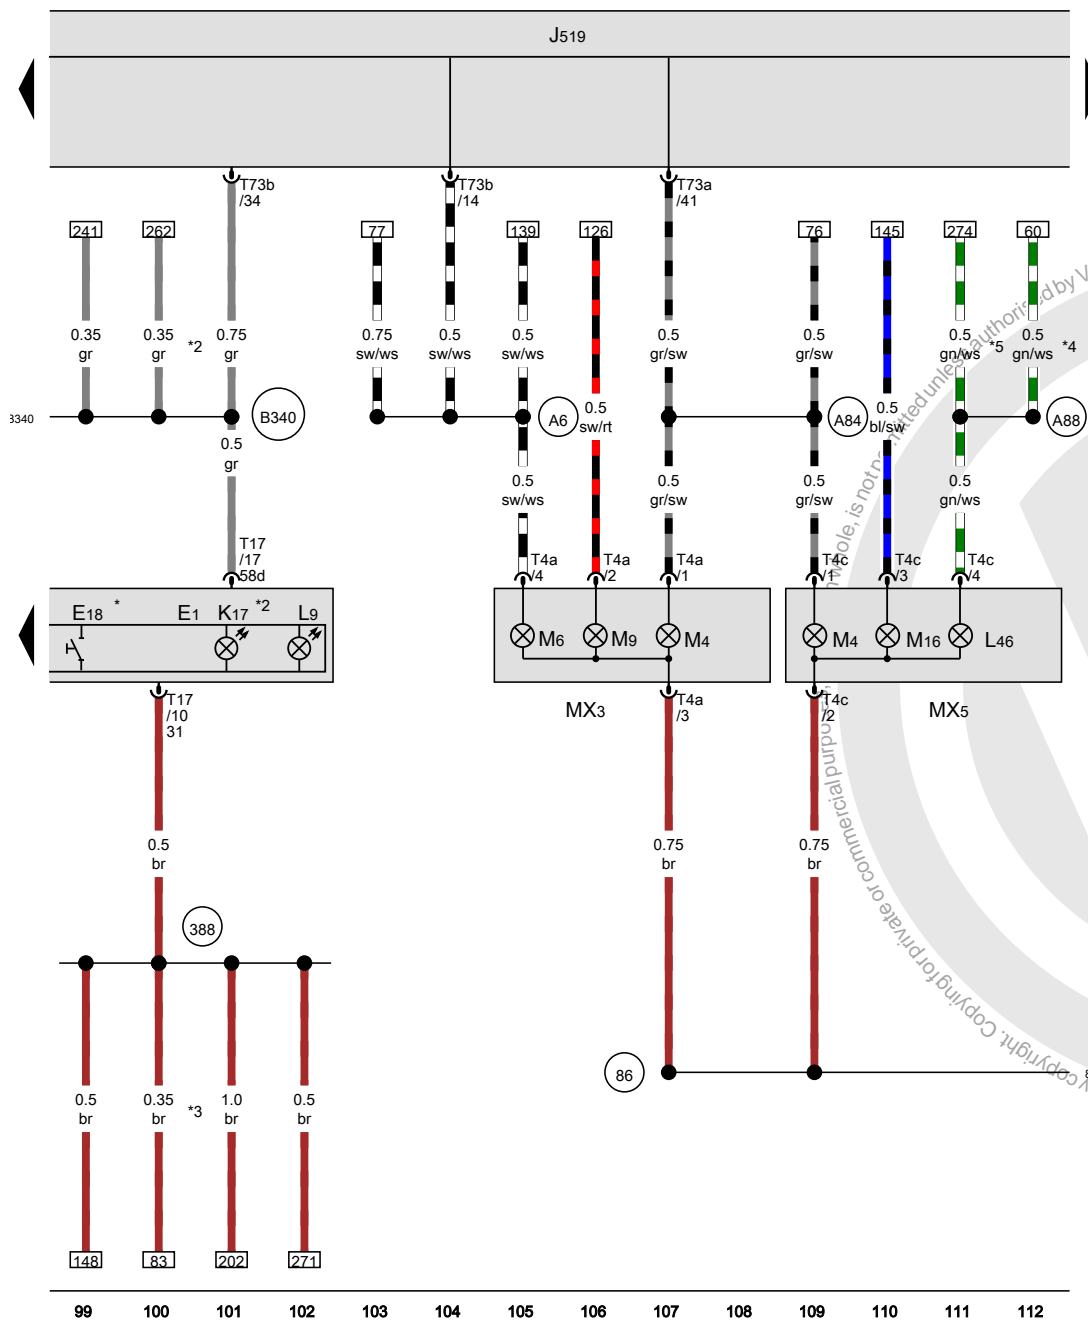 J519
T73b
/34
T73b
/14
T73a
/41
241
262
77
139
126
76
145
274
60
0.35
gr
0.35
gr
*2
0.75
gr
0.75
sw/ws
0.5
sw/ws
0.5
sw/ws
0.5
gr/sw
0.5
gr/sw
0.5
gn/ws
*5
0.5
gn/ws
*4
B340
A6
A84
A88
0.5
sw/rt
0.5
bl/sw
0.5
gr
0.5
sw/ws
0.5
gr/sw
0.5
gr/sw
0.5
gn/ws
T17
/17
58d
T4a
/4
T4a
/2
T4a
/1
T4c
/1
T4c
/3
T4c
/4
E18
*
E1
K17
*2
L9
M6
M9
M4
M4
M16
L46
T17
/10
31
MX3
T4a
/3
T4c
/2
MX5
0.5
br
0.75
br
0.75
br
388
86
0.5
br
0.35
br
*3
1.0
br
0.5
br
148
83
202
271
99 100 101 102 103 104 105 106 107 108 109 110 111 112